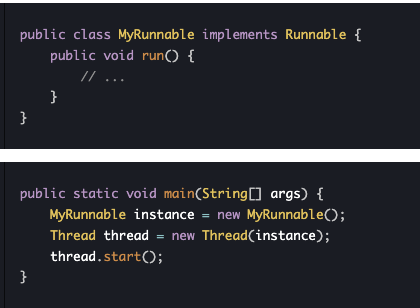 public class MyRunnable implements Runnable {
    public void run() {
        // ...
    }
}
public static void main(String[] args) {
    MyRunnable instance = new MyRunnable();
    Thread thread = new Thread(instance);
    thread.start();
}